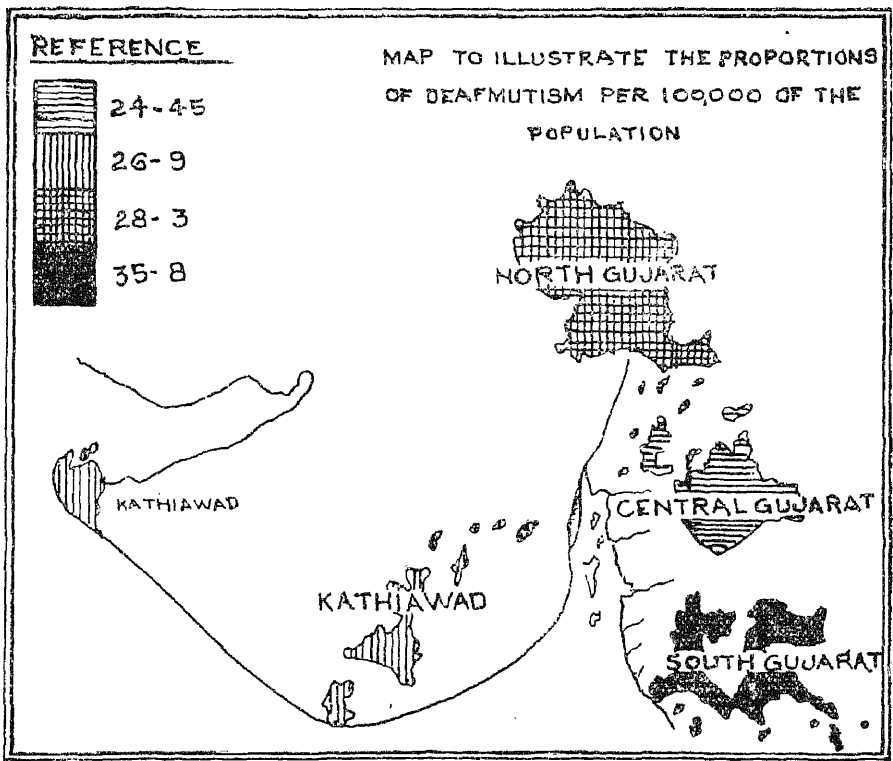 REFERENCE
24-45
26-9
28-3
35-8
MAP TO ILLUSTRATE THE PROPORTIONS
OF DEAFMUTISM PER 100,000 OF THE
POPULATION
NORTH GUJARAT
KATHIAWAD
CENTRAL GUJARAT
KATHIAWAD
SOUTH GUJARAT